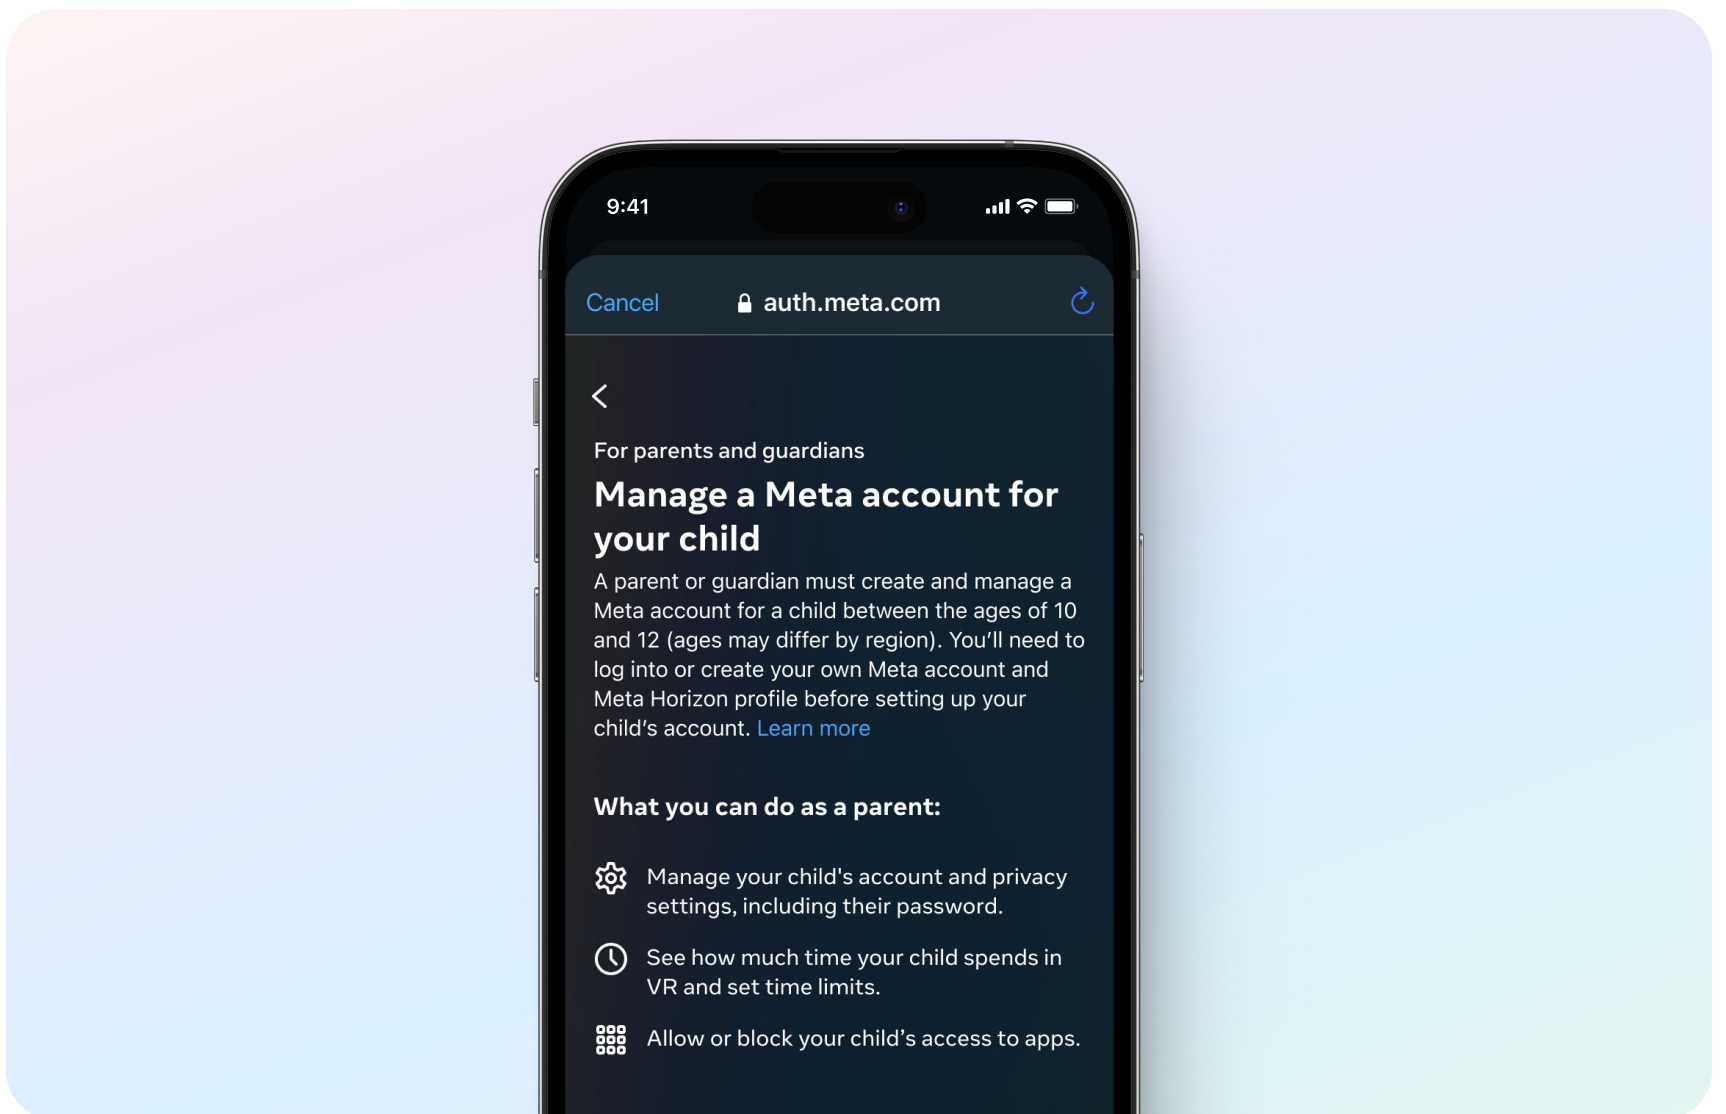 9:41
Cancel
auth.meta.com
For parents and guardians
Manage a Meta account for
your child
A parent or guardian must create and manage a
Meta account for a child between the ages of 10
and 12 (ages may differ by region). You’ll need to
log into or create your own Meta account and
Meta Horizon profile before setting up your
child’s account. Learn more
What you can do as a parent:
Manage your child's account and privacy
settings, including their password.
See how much time your child spends in
VR and set time limits.
Allow or block your child’s access to apps.